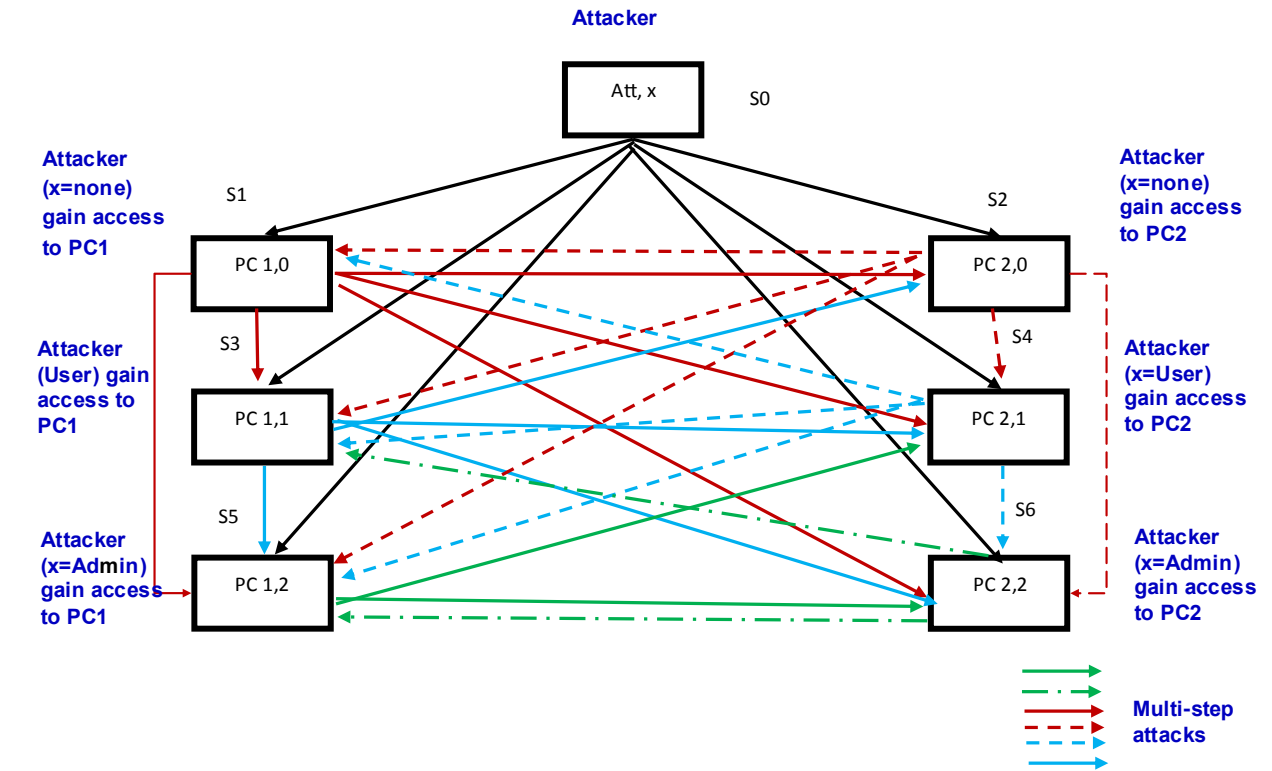 Attacker
Att, x
S0
Attacker
(x=none)
gain access
to PC1
S1
S2
Attacker
(x=none)
gain access
to PC2
PC 1,0
PC 2,0
S3
S4
Attacker
(User) gain
access to
PC1
Attacker
(x=User)
gain access
to PC2
PC 1,1
PC 2,1
S5
S6
Attacker
(x=Admin)
gain access
to PC1
Attacker
(x=Admin)
gain access
to PC2
PC 1,2
PC 2,2
Multi-step
attacks